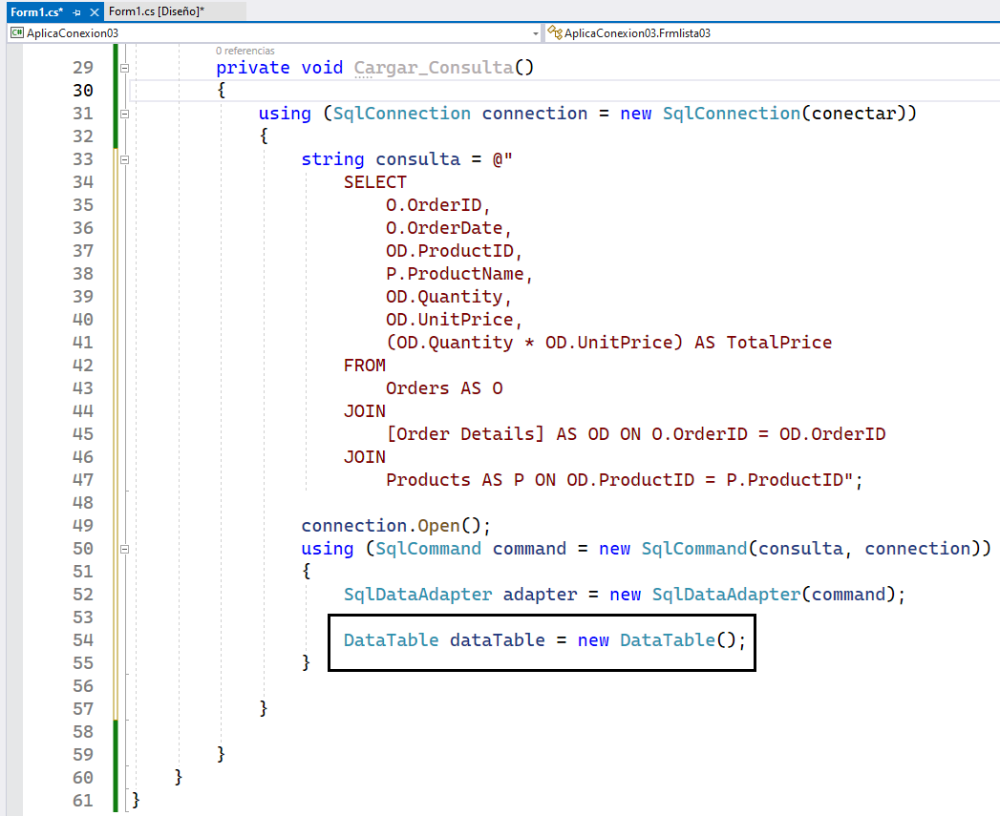 Form1.cs* Form1.cs [Diseño]*
C# AplicaConexion03 AplicaConexion03.Frmlista03
0 referencias
29 private void Cargar_Consulta()
30 {
31 using (SqlConnection connection = new SqlConnection(conectar))
32 {
33 string consulta = @"
34 SELECT
35 O.OrderID,
36 O.OrderDate,
37 OD.ProductID,
38 P.ProductName,
39 OD.Quantity,
40 OD.UnitPrice,
41 (OD.Quantity * OD.UnitPrice) AS TotalPrice
42 FROM
43 Orders AS O
44 JOIN
45 [Order Details] AS OD ON O.OrderID = OD.OrderID
46 JOIN
47 Products AS P ON OD.ProductID = P.ProductID";
48
49 connection.Open();
50 using (SqlCommand command = new SqlCommand(consulta, connection))
51 {
52 SqlDataAdapter adapter = new SqlDataAdapter(command);
53
54 DataTable dataTable = new DataTable();
55 }
56
57 }
58
59 }
60 }
61 }